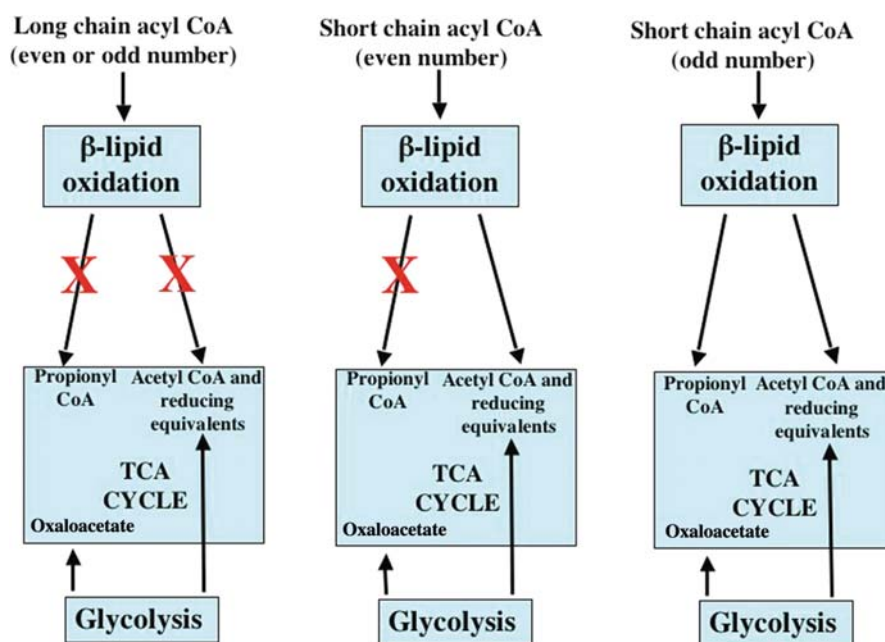 Long chain acyl CoA
(even or odd number)
β-lipid
oxidation
X X
Propionyl
CoA
Acetyl CoA and
reducing
equivalents
TCA
CYCLE
Oxaloacetate
Glycolysis
Short chain acyl CoA
(even number)
β-lipid
oxidation
X
Propionyl
CoA
Acetyl CoA and
reducing
equivalents
TCA
CYCLE
Oxaloacetate
Glycolysis
Short chain acyl CoA
(odd number)
β-lipid
oxidation
Propionyl
CoA
Acetyl CoA and
reducing
equivalents
TCA
CYCLE
Oxaloacetate
Glycolysis